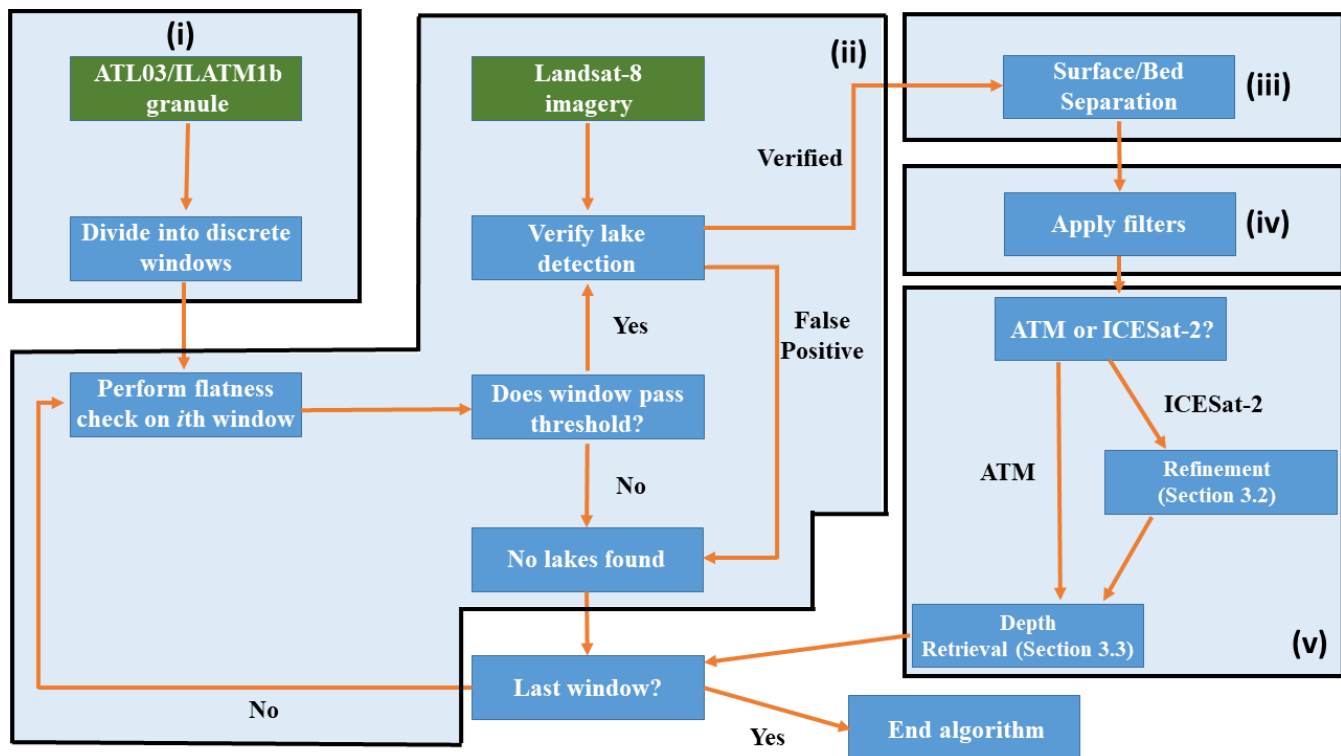 (i)
ATL03/ILATM1b
granule
Divide into discrete
windows
(ii)
Landsat-8
imagery
Verified
Verify lake
detection
Yes
False
Positive
Perform flatness
check on ith window
Does window pass
threshold?
No
No lakes found
Last window?
No
Yes
End algorithm
Surface/Bed
Separation
(iii)
Apply filters
(iv)
ATM or ICESat-2?
ICESat-2
ATM
Refinement
(Section 3.2)
Depth
Retrieval (Section 3.3)
(v)